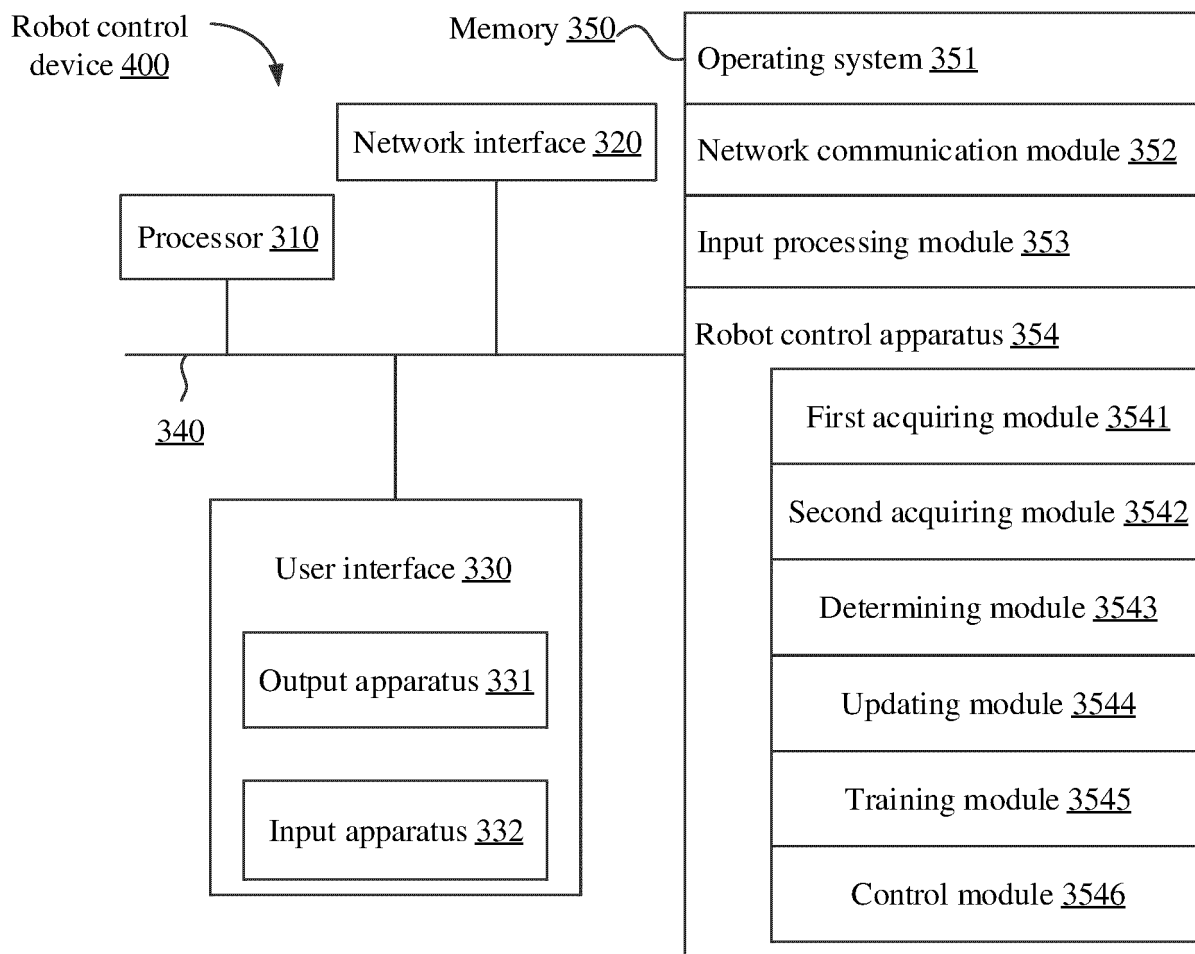 Robot control
device 400
Memory 350
Operating system 351
Network interface 320
Network communication module 352
Processor 310
Input processing module 353
Robot control apparatus 354
340
First acquiring module 3541
Second acquiring module 3542
User interface 330
Determining module 3543
Output apparatus 331
Updating module 3544
Training module 3545
Input apparatus 332
Control module 3546